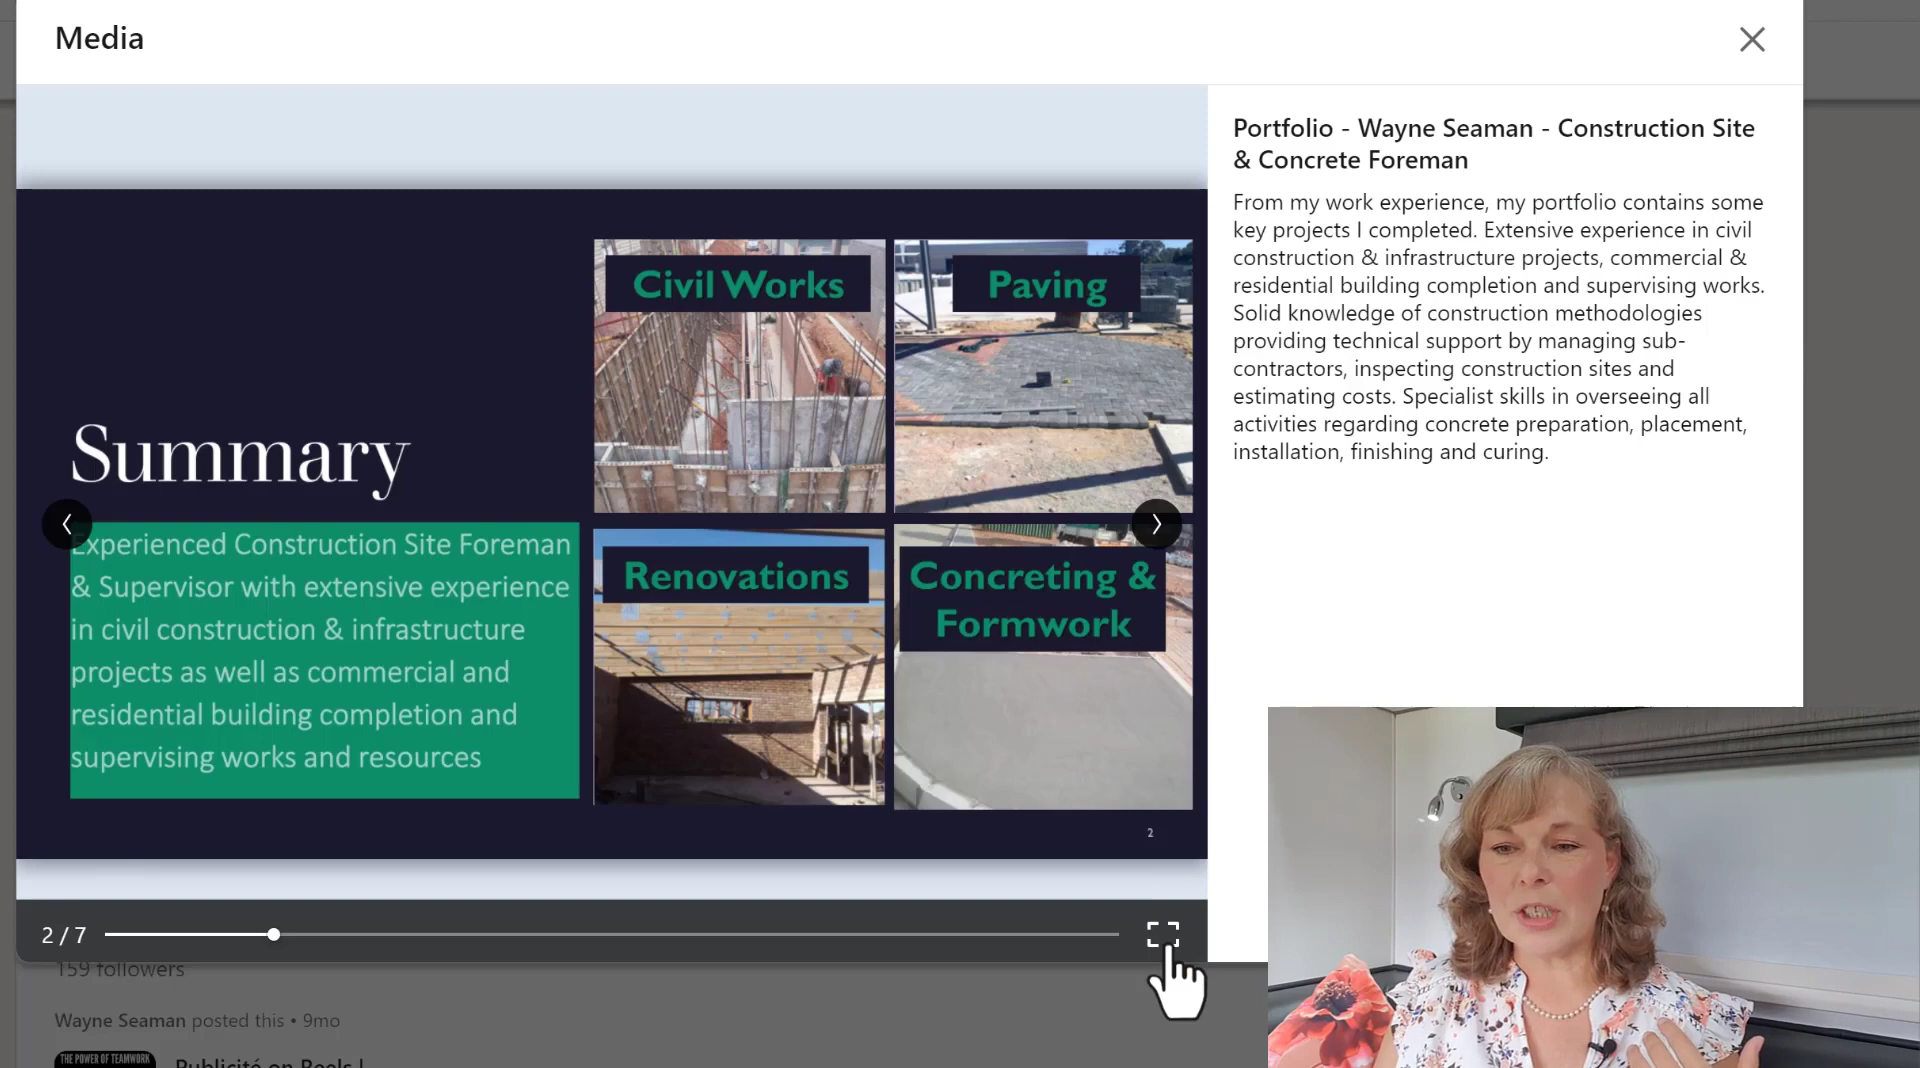 Media
Portfolio - Wayne Seaman - Construction Site
& Concrete Foreman
From my work experience, my portfolio contains some
key projects I completed. Extensive experience in civil
construction & infrastructure projects, commercial &
residential building completion and supervising works.
Solid knowledge of construction methodologies
providing technical support by managing sub-
contractors, inspecting construction sites and
estimating costs. Specialist skills in overseeing all
activities regarding concrete preparation, placement,
installation, finishing and curing.
Summary
Experienced Construction Site Foreman
& Supervisor with extensive experience
in civil construction & infrastructure
projects as well as commercial and
residential building completion and
supervising works and resources
Civil Works
Paving
Renovations
Concreting &
Formwork
2
2 / 7
159 followers
Wayne Seaman posted this • 9mo
THE POWER OF TEAMWORK
Publicité on Reels |